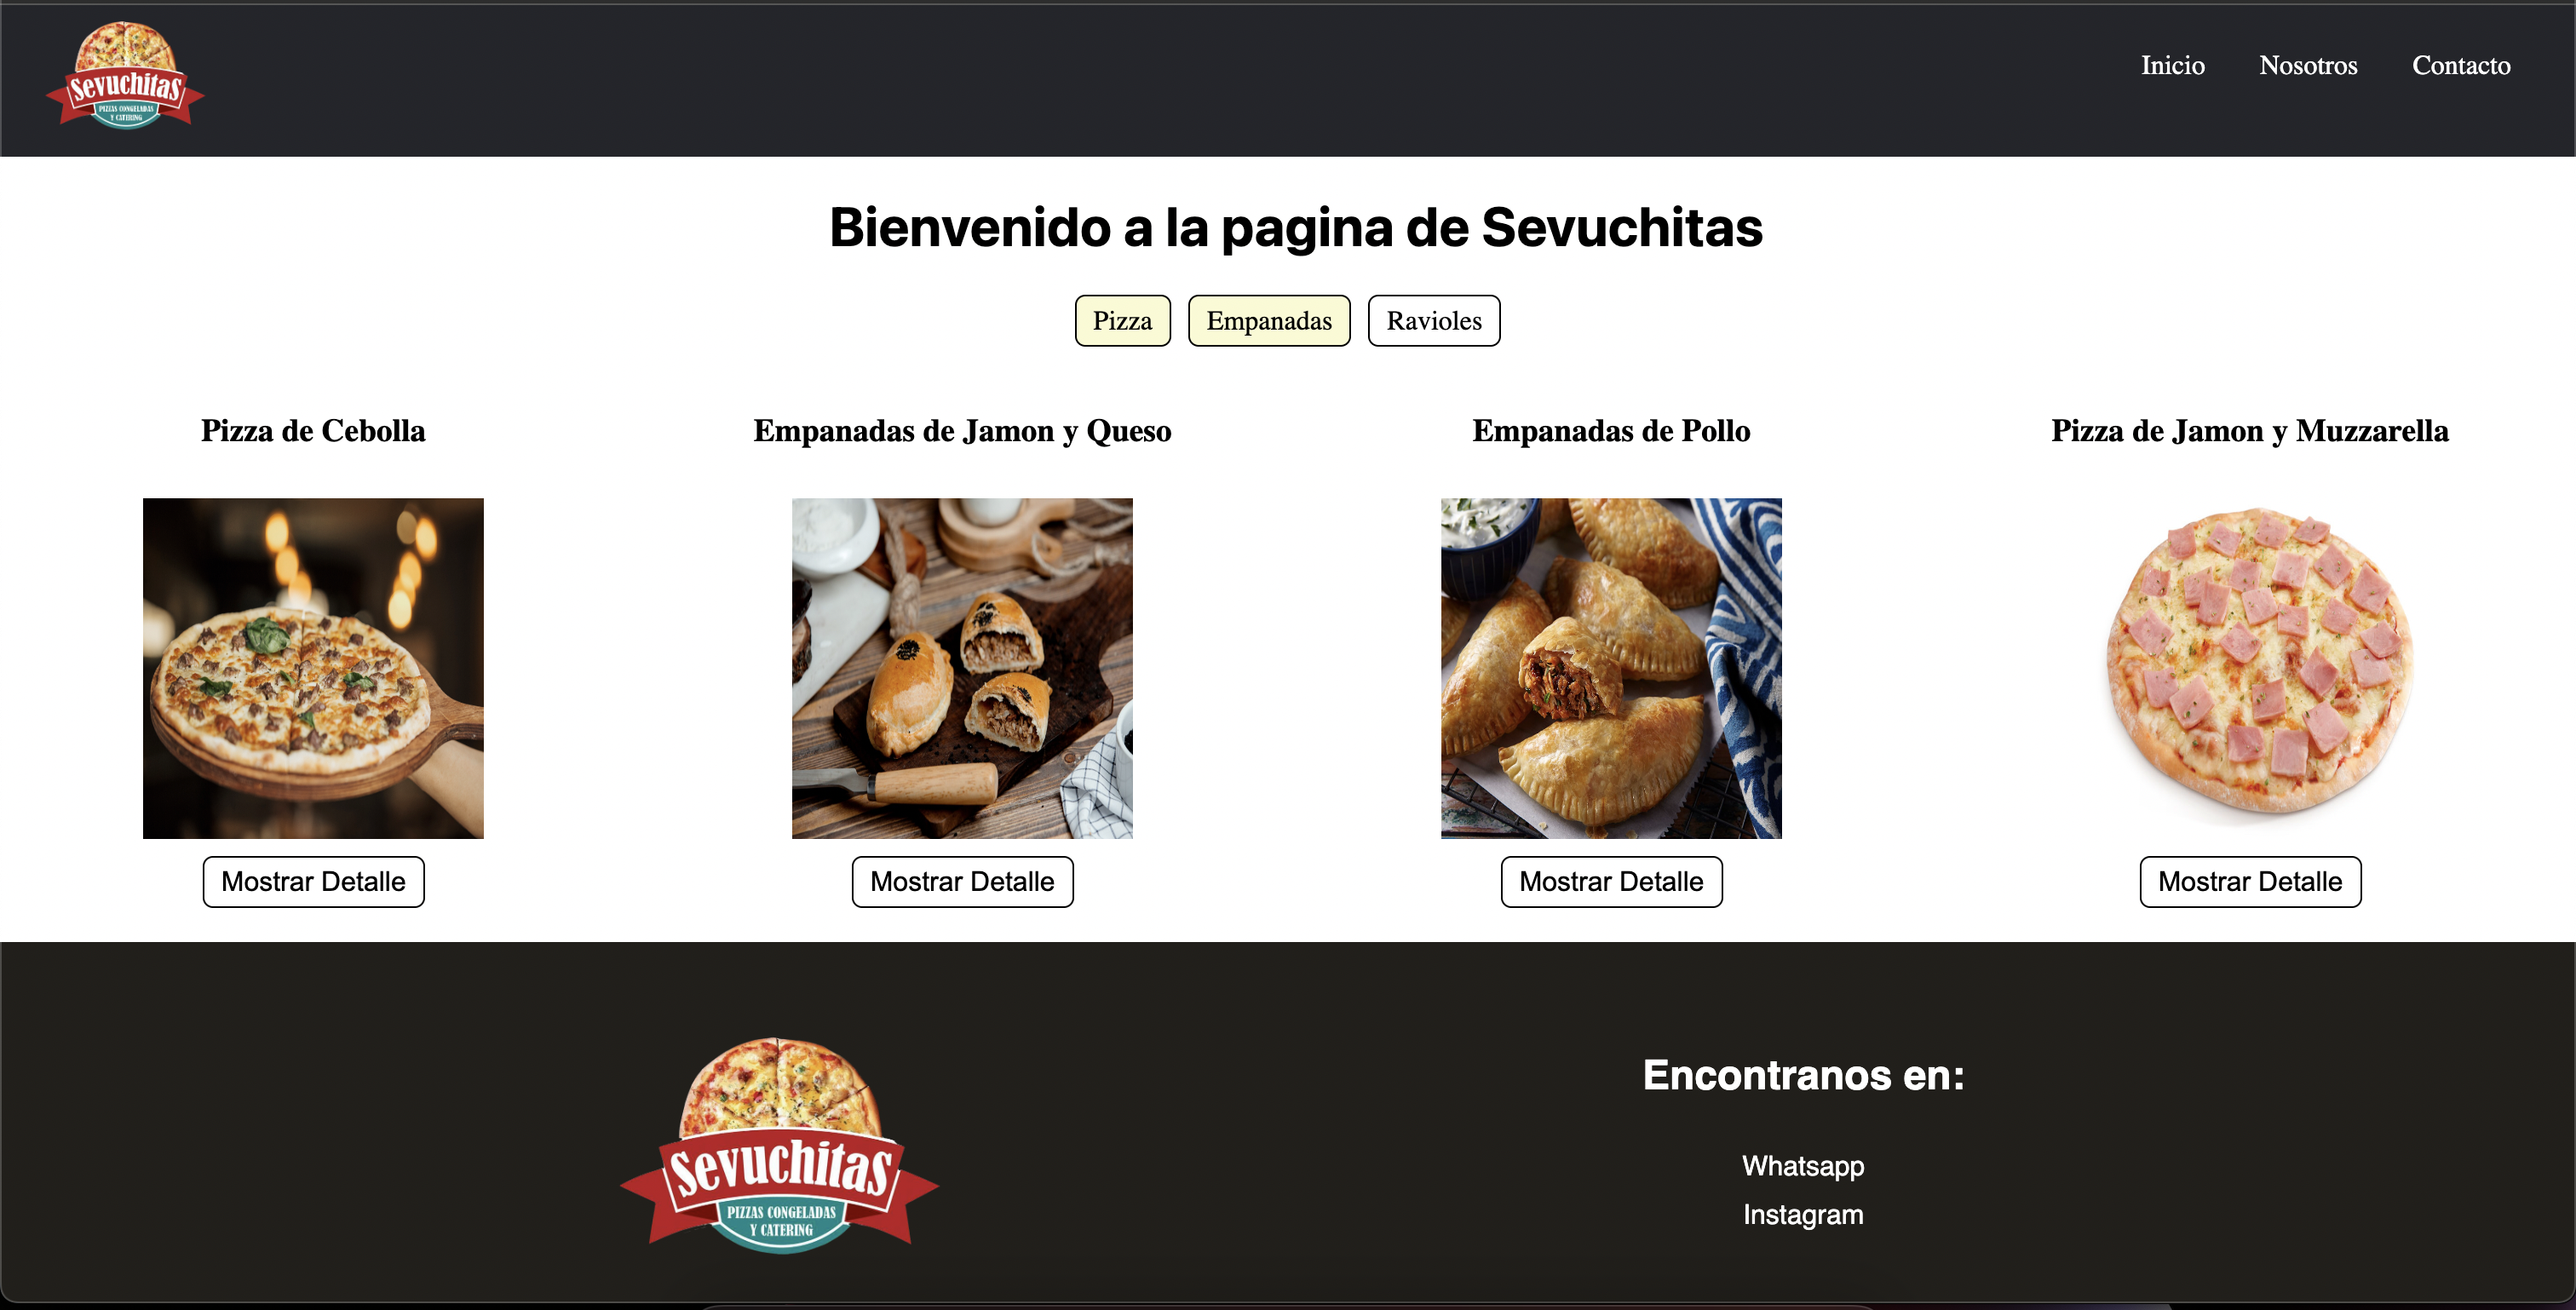 Sevuchitas
PIZZAS CONGELADAS
Y CATERING
Inicio Nosotros Contacto
Bienvenido a la pagina de Sevuchitas
Pizza Empanadas Ravioles
Pizza de Cebolla
Empanadas de Jamon y Queso
Empanadas de Pollo
Pizza de Jamon y Muzzarella
Mostrar Detalle
Mostrar Detalle
Mostrar Detalle
Mostrar Detalle
Sevuchitas
PIZZAS CONGELADAS
Y CATERING
Encontranos en:
Whatsapp
Instagram